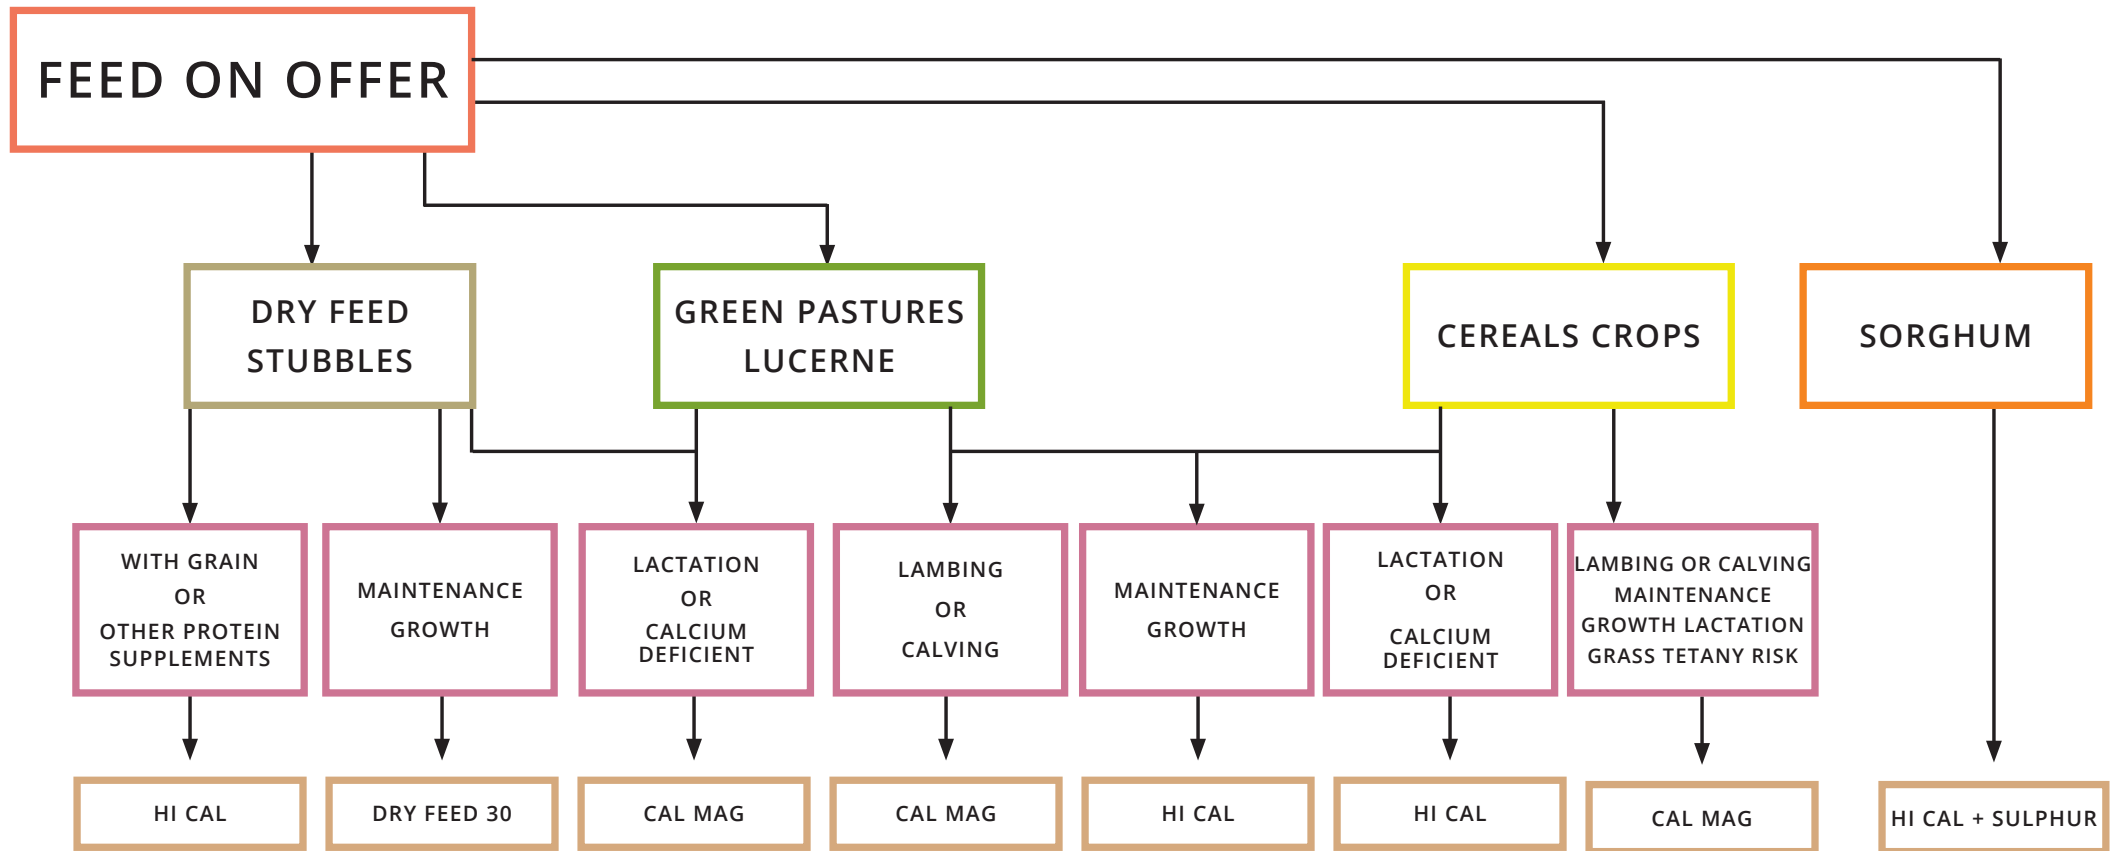 FEED ON OFFER
DRY FEED
STUBBLES
GREEN PASTURES
LUCERNE
CEREALS CROPS
SORGHUM
WITH GRAIN
OR
OTHER PROTEIN
SUPPLEMENTS
MAINTENANCE
GROWTH
LACTATION
OR
CALCIUM
DEFICIENT
LAMBING
OR
CALVING
MAINTENANCE
GROWTH
LACTATION
OR
CALCIUM
DEFICIENT
LAMBING OR CALVING
MAINTENANCE
GROWTH LACTATION
GRASS TETANY RISK
HI CAL
DRY FEED 30
CAL MAG
CAL MAG
HI CAL
HI CAL
CAL MAG
HI CAL + SULPHUR